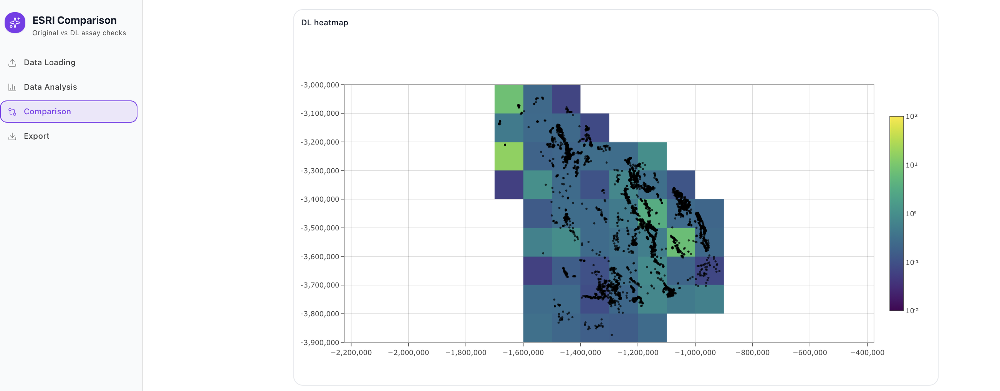 ESRI Comparison
Original vs DL assay checks
Data Loading
Data Analysis
Comparison
Export
DL heatmap
-3,000,000
-3,100,000
-3,200,000
-3,300,000
-3,400,000
-3,500,000
-3,600,000
-3,700,000
-3,800,000
-3,900,000
−2,200,000 −2,000,000 −1,800,000 −1,600,000 −1,400,000 −1,200,000 −1,000,000 −800,000 −600,000 −400,000
10²
10¹
10⁰
10⁻¹
10⁻²